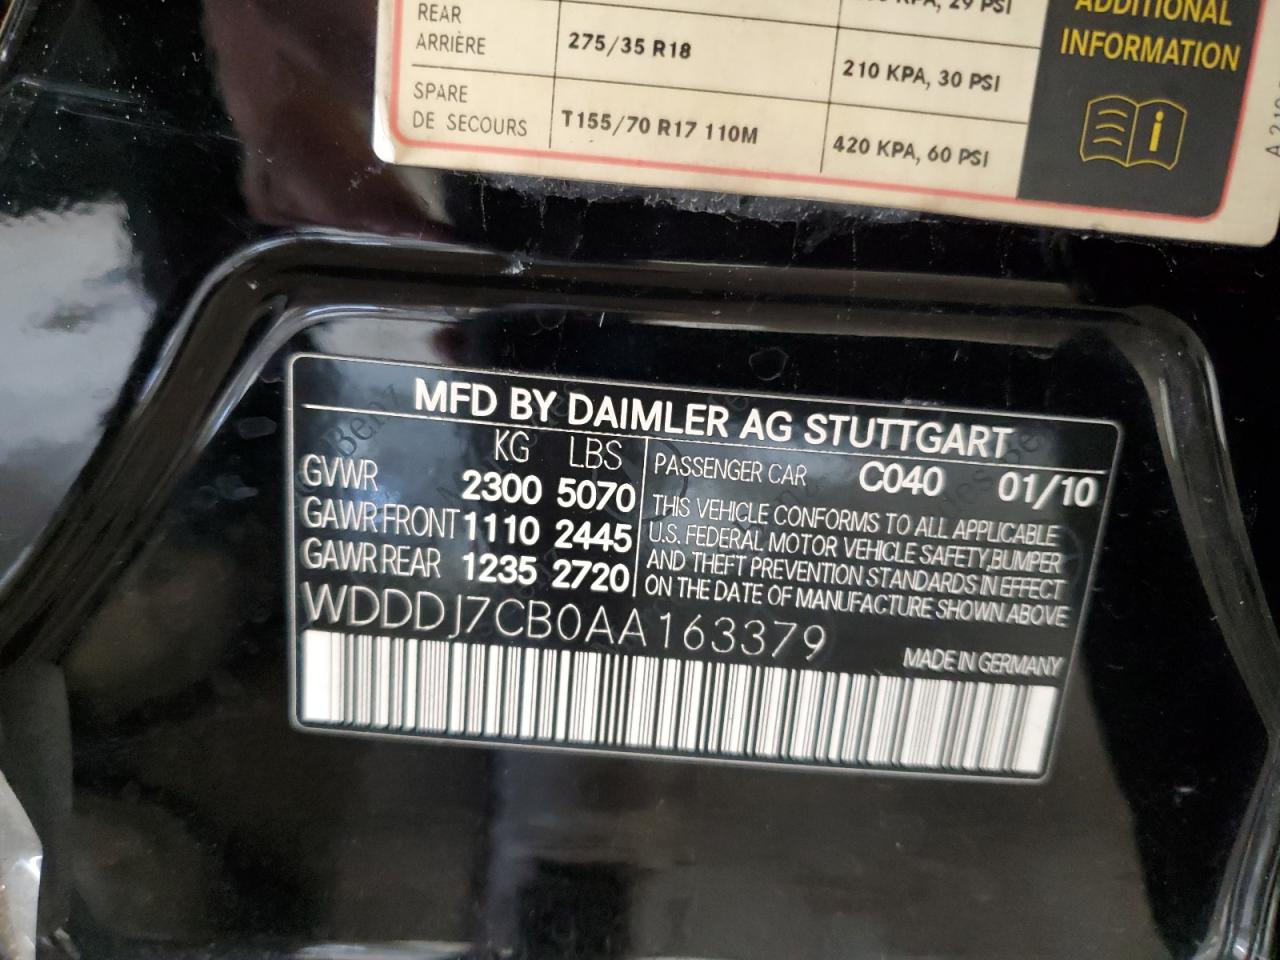 29 PSI
ADDITIONAL
INFORMATION
REAR
ARRIÈRE
275/35 R18
210 KPA, 30 PSI
SPARE
DE SECOURS
T155/70 R17 110M
420 KPA, 60 PSI
MFD BY DAIMLER AG STUTTGART
KG LBS
GVWR 2300 5070
GAWR FRONT 1110 2445
GAWR REAR 1235 2720
PASSENGER CAR C040 01/10
THIS VEHICLE CONFORMS TO ALL APPLICABLE
U.S. FEDERAL MOTOR VEHICLE SAFETY,BUMPER
AND THEFT PREVENTION STANDARDS IN EFFECT
ON THE DATE OF MANUFACTURE SHOWN ABOVE
WDDDJ7CB0AA163379
MADE IN GERMANY